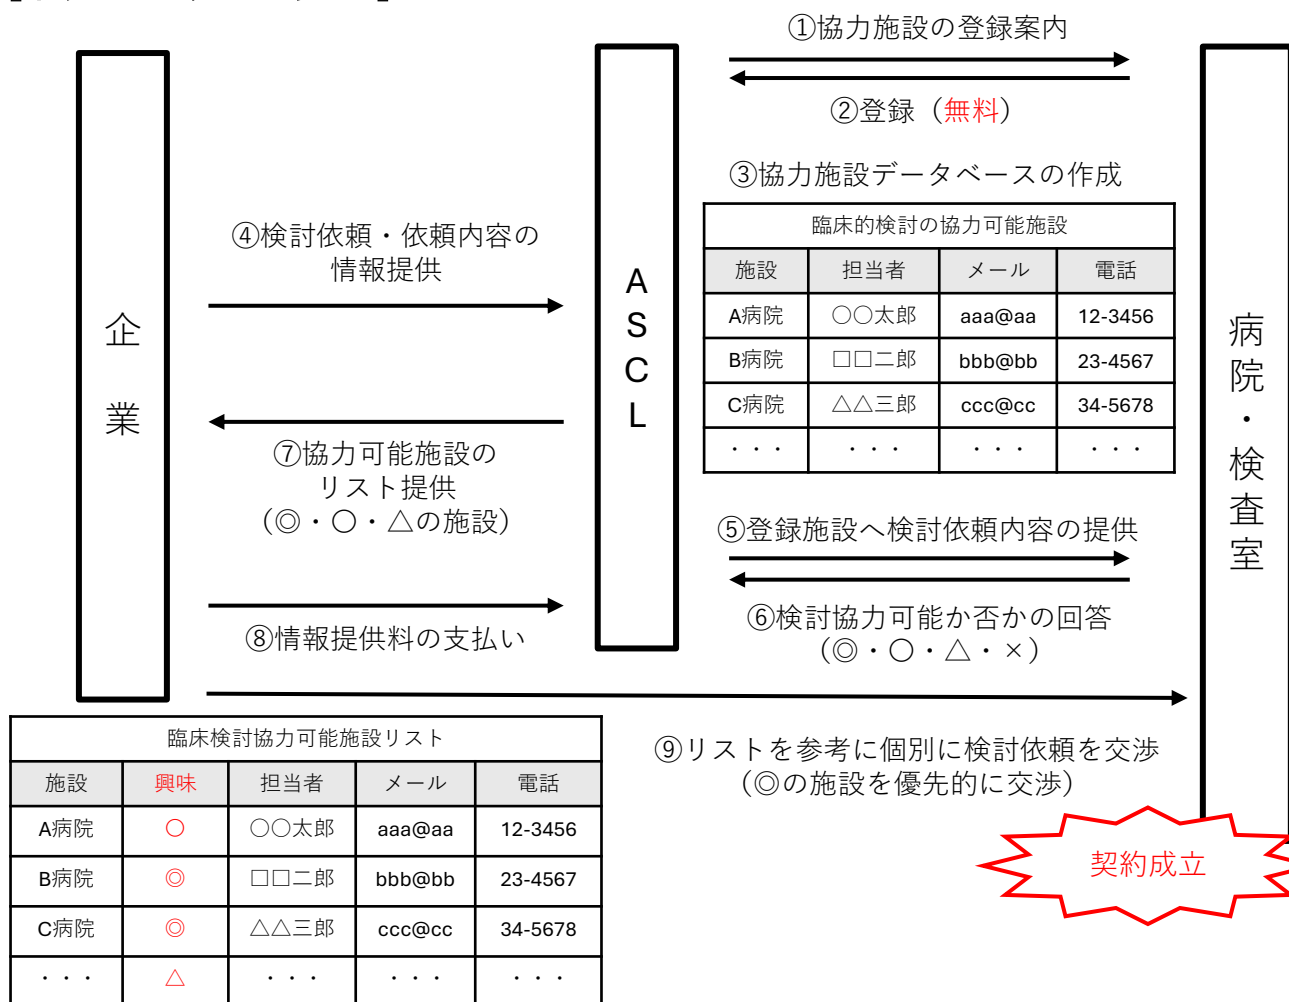 ①協力施設の登録案内
②登録（無料）
③協力施設データベースの作成
臨床的検討の協力可能施設
施設 担当者 メール 電話
A病院 〇〇太郎 aaa@aa 12-3456
B病院 □□二郎 bbb@bb 23-4567
C病院 △△三郎 ccc@cc 34-5678
・・・ ・・・ ・・・ ・・・
④検討依頼・依頼内容の
情報提供
企業
ASCL
病院・検査室
⑦協力可能施設の
リスト提供
（◎・〇・△の施設）
⑤登録施設へ検討依頼内容の提供
⑥検討協力可能か否かの回答
（◎・〇・△・×）
⑧情報提供料の支払い
⑨リストを参考に個別に検討依頼を交渉
（◎の施設を優先的に交渉）
契約成立
臨床検討協力可能施設リスト
施設 興味 担当者 メール 電話
A病院 〇 〇〇太郎 aaa@aa 12-3456
B病院 ◎ □□二郎 bbb@bb 23-4567
C病院 ◎ △△三郎 ccc@cc 34-5678
・・・ △ ・・・ ・・・ ・・・